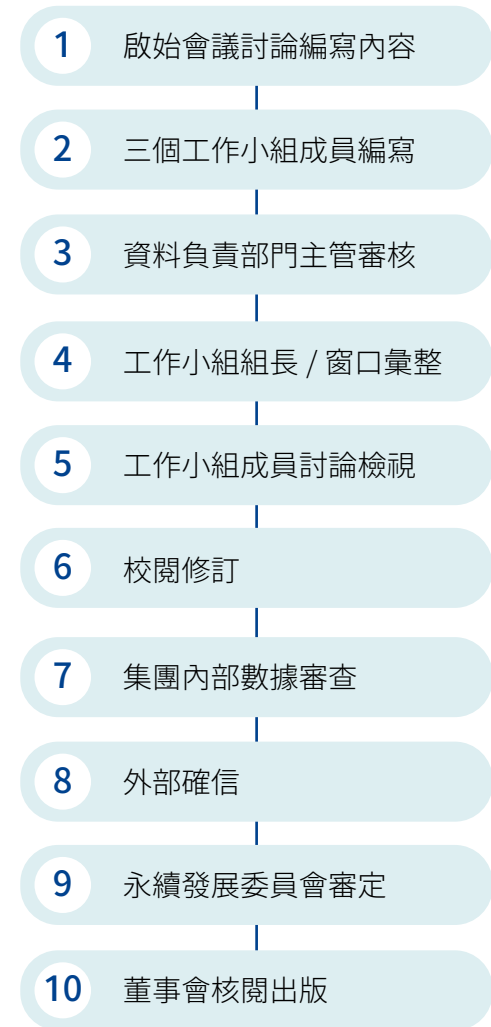 1 啟始會議討論編寫內容
2 三個工作小組成員編寫
3 資料負責部門主管審核
4 工作小組組長 / 窗口彙整
5 工作小組成員討論檢視
6 校閱修訂
7 集團內部數據審查
8 外部確信
9 永續發展委員會審定
10 董事會核閱出版